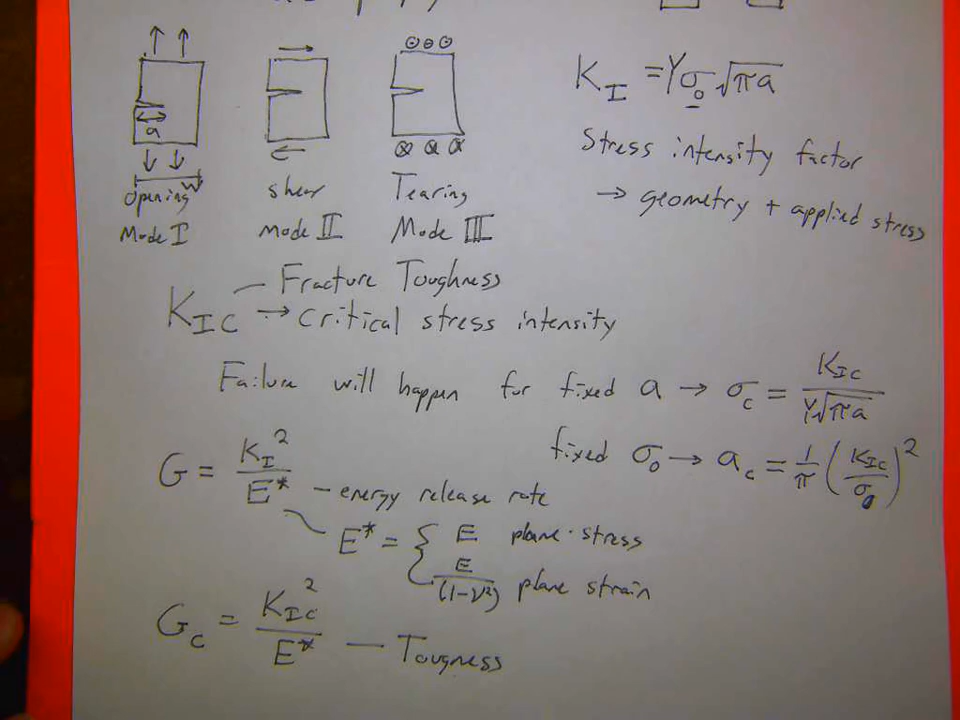 K_I = Yσ₀√πa
Stress intensity factor
→ geometry + applied stress
a
w
opening shear Tearing
Mode I mode II Mode III
K_IC — Fracture Toughness
→ critical stress intensity
Failure will happen for fixed a → σ_c = K_Ic / Y√πa
fixed σ₀ → a_c = 1/π (K_Ic/σ₀)²
G = K_I² / E* — energy release rate
E* = { E plane stress
E/(1-ν²) plane strain
G_c = K_Ic² / E* — Tougness